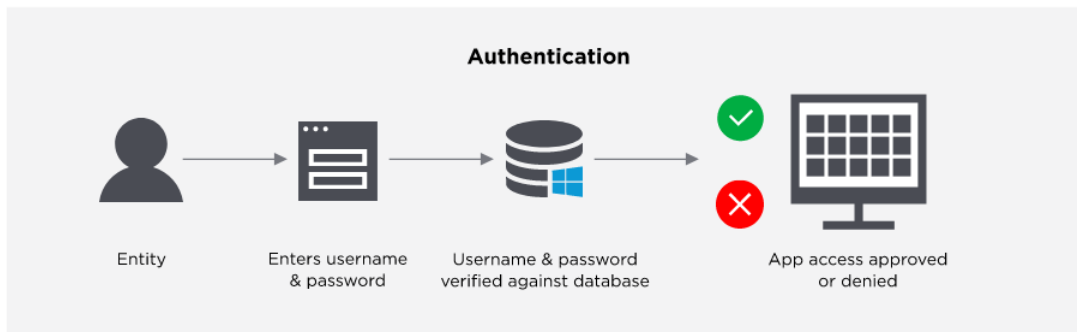 Authentication
Entity
Enters username
& password
Username & password
verified against database
App access approved
or denied